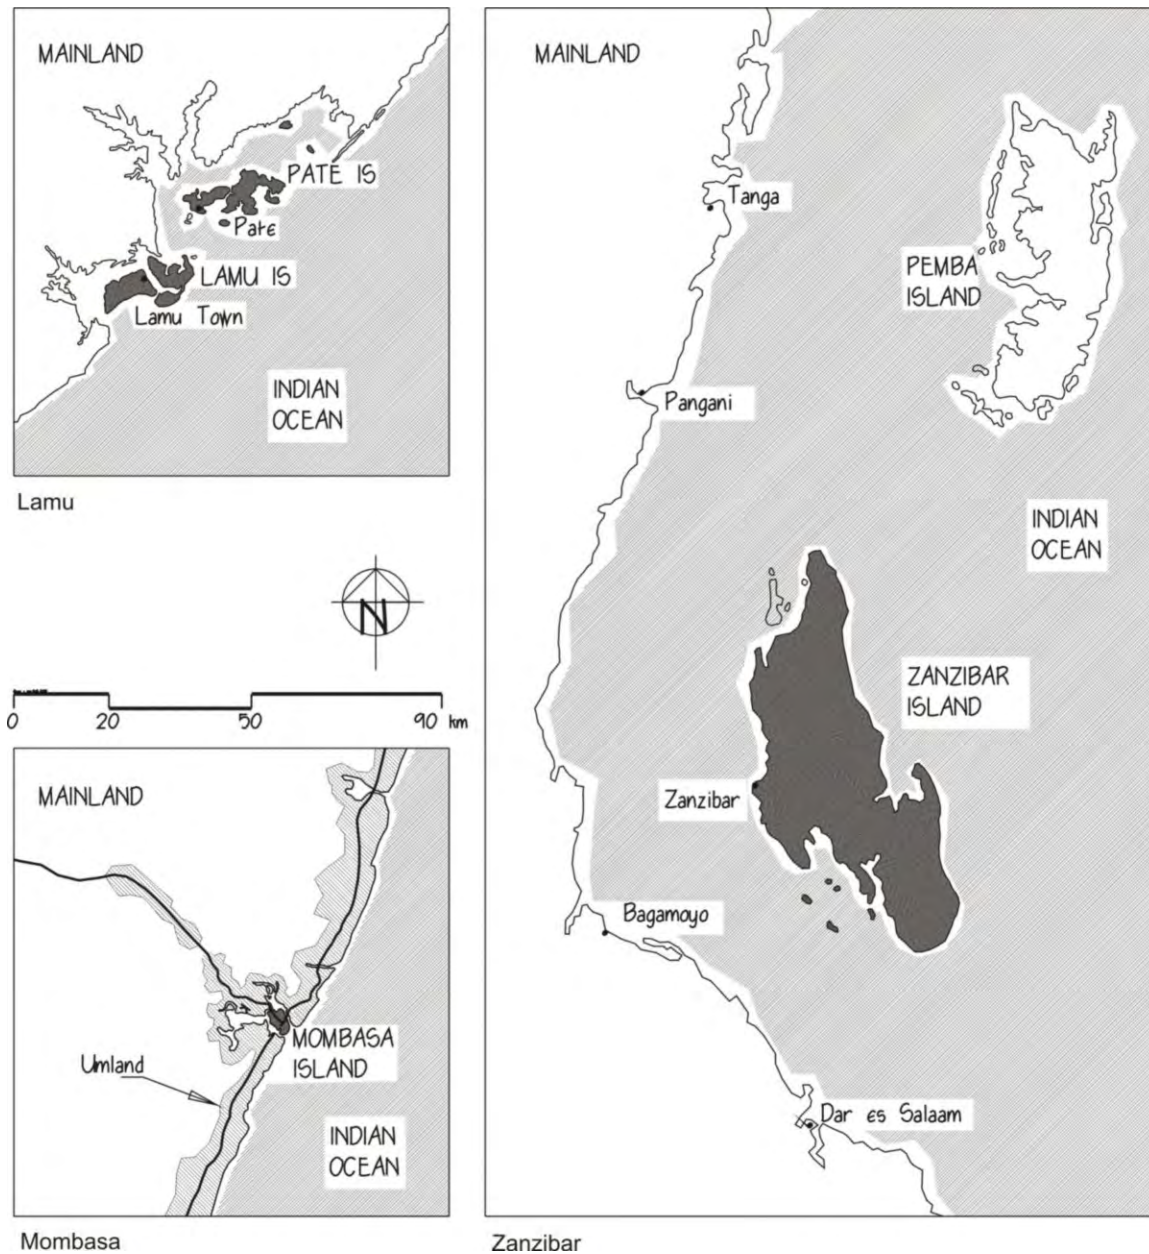 MAINLAND
PATE IS
Pate
LAMU IS
Lamu Town
INDIAN
OCEAN
Lamu
N
0 20 50 90 km
MAINLAND
MOMBASA
ISLAND
Umland
INDIAN
OCEAN
Mombasa
MAINLAND
Tanga
PEMBA
ISLAND
Pangani
INDIAN
OCEAN
ZANZIBAR
ISLAND
Zanzibar
Bagamoyo
Dar es Salaam
Zanzibar